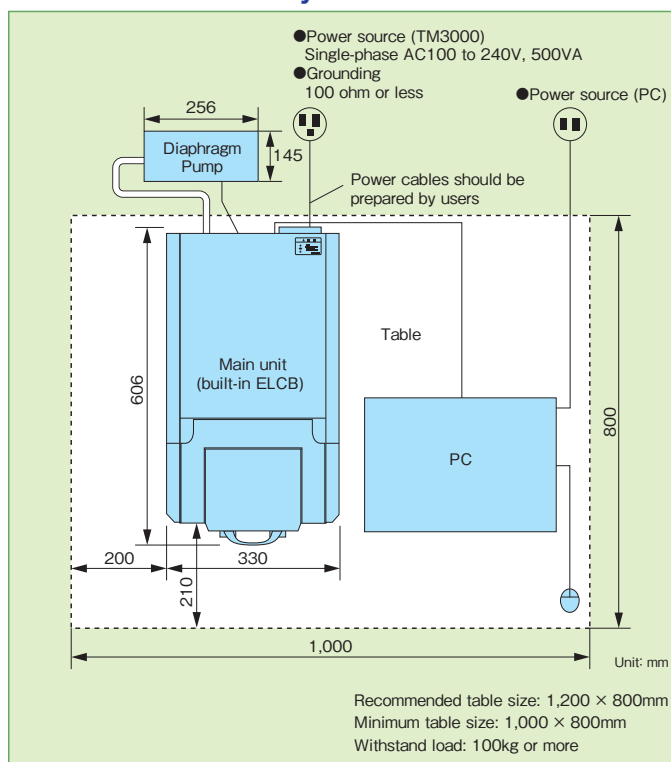 ●Power source (TM3000)
Single-phase AC100 to 240V, 500VA
●Grounding
100 ohm or less
●Power source (PC)
256
Diaphragm
Pump
145
Power cables should be
prepared by users
Table
Main unit
(built-in ELCB)
606
800
PC
200
330
210
1,000
Unit: mm
Recommended table size: 1,200 × 800mm
Minimum table size: 1,000 × 800mm
Withstand load: 100kg or more